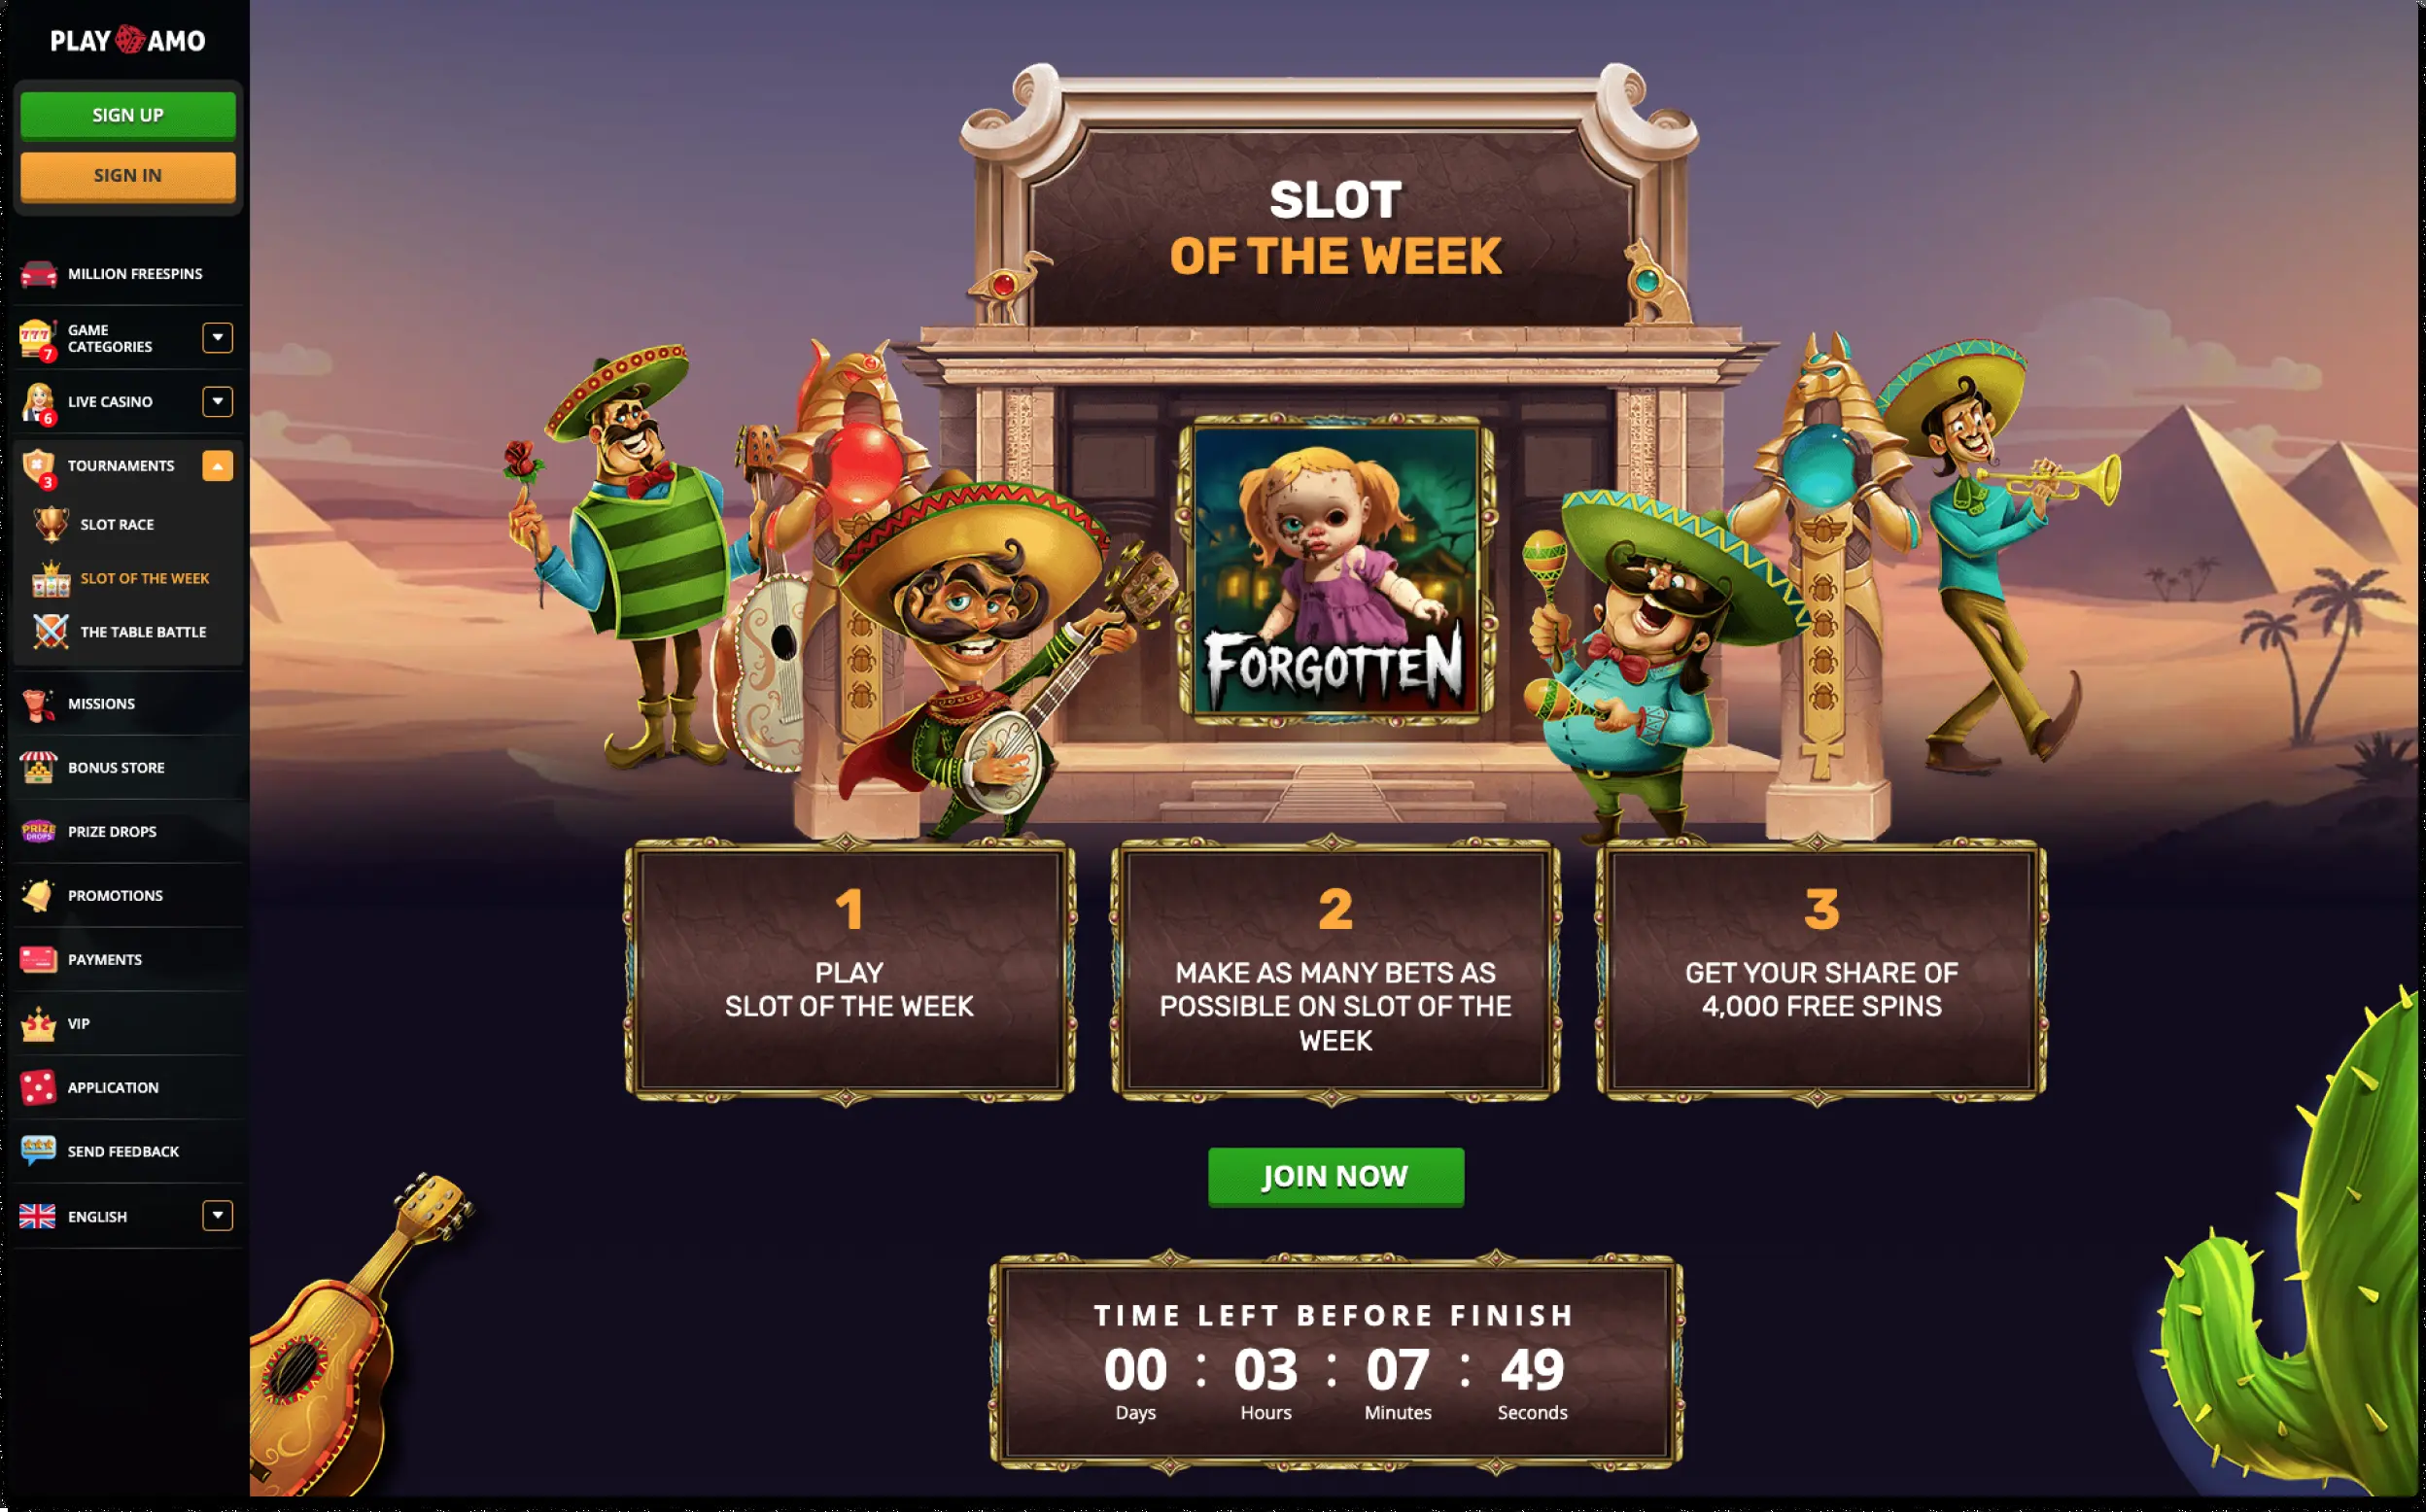 PLAY AMO
SIGN UP
SIGN IN
MILLION FREESPINS
777
7
GAME
CATEGORIES
6
LIVE CASINO
3
TOURNAMENTS
SLOT RACE
SLOT OF THE WEEK
THE TABLE BATTLE
MISSIONS
BONUS STORE
PRIZE
DROPS
PRIZE DROPS
PROMOTIONS
PAYMENTS
VIP
APPLICATION
SEND FEEDBACK
ENGLISH
SLOT
OF THE WEEK
FORGOTTEN
1
PLAY
SLOT OF THE WEEK
2
MAKE AS MANY BETS AS
POSSIBLE ON SLOT OF THE
WEEK
3
GET YOUR SHARE OF
4,000 FREE SPINS
JOIN NOW
TIME LEFT BEFORE FINISH
00 : 03 : 07 : 49
Days Hours Minutes Seconds